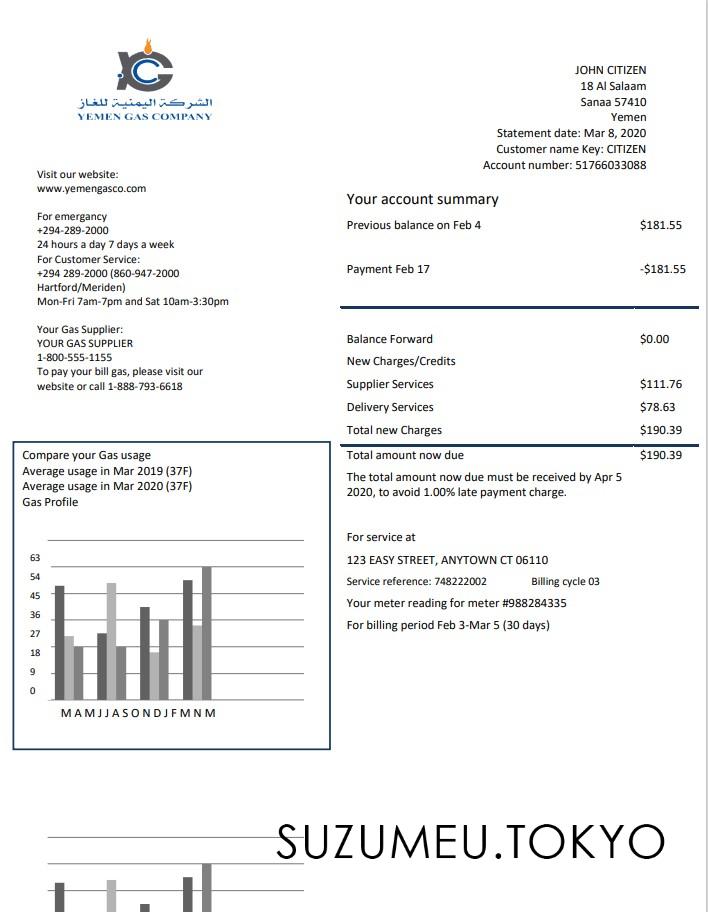 الشركة اليمنية للغاز
YEMEN GAS COMPANY
JOHN CITIZEN
18 Al Salaam
Sanaa 57410
Yemen
Statement date: Mar 8, 2020
Customer name Key: CITIZEN
Account number: 51766033088
Visit our website:
www.yemengasco.com
For emergancy
+294-289-2000
24 hours a day 7 days a week
For Customer Service:
+294 289-2000 (860-947-2000
Hartford/Meriden)
Mon-Fri 7am-7pm and Sat 10am-3:30pm
Your Gas Supplier:
YOUR GAS SUPPLIER
1-800-555-1155
To pay your bill gas, please visit our
website or call 1-888-793-6618
Your account summary
Previous balance on Feb 4 $181.55
Payment Feb 17 -$181.55
Balance Forward $0.00
New Charges/Credits
Supplier Services $111.76
Delivery Services $78.63
Total new Charges $190.39
Total amount now due $190.39
The total amount now due must be received by Apr 5
2020, to avoid 1.00% late payment charge.
For service at
123 EASY STREET, ANYTOWN CT 06110
Service reference: 748222002 Billing cycle 03
Your meter reading for meter #988284335
For billing period Feb 3-Mar 5 (30 days)
Compare your Gas usage
Average usage in Mar 2019 (37F)
Average usage in Mar 2020 (37F)
Gas Profile
63
54
45
36
27
18
9
0
M A M J J A S O N D J F M N M
SUZUMEU.TOKYO